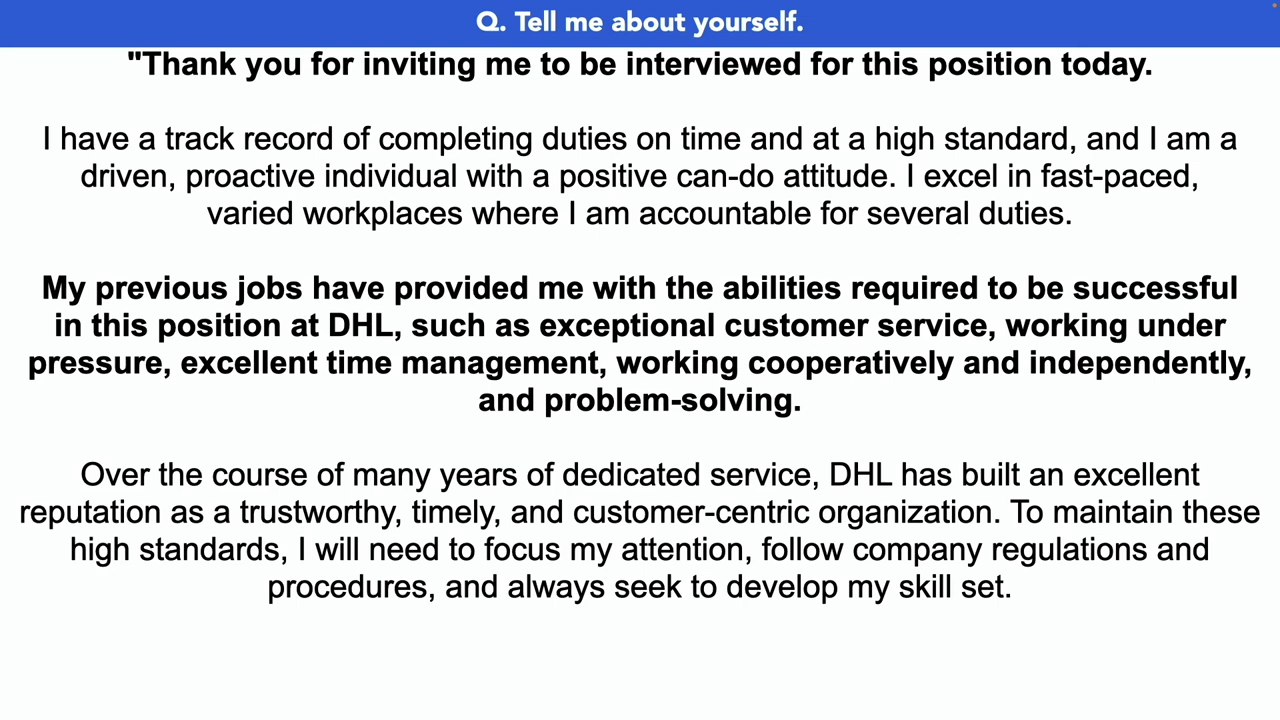 Q. Tell me about yourself.
"Thank you for inviting me to be interviewed for this position today.
I have a track record of completing duties on time and at a high standard, and I am a
driven, proactive individual with a positive can-do attitude. I excel in fast-paced,
varied workplaces where I am accountable for several duties.
My previous jobs have provided me with the abilities required to be successful
in this position at DHL, such as exceptional customer service, working under
pressure, excellent time management, working cooperatively and independently,
and problem-solving.
Over the course of many years of dedicated service, DHL has built an excellent
reputation as a trustworthy, timely, and customer-centric organization. To maintain these
high standards, I will need to focus my attention, follow company regulations and
procedures, and always seek to develop my skill set.